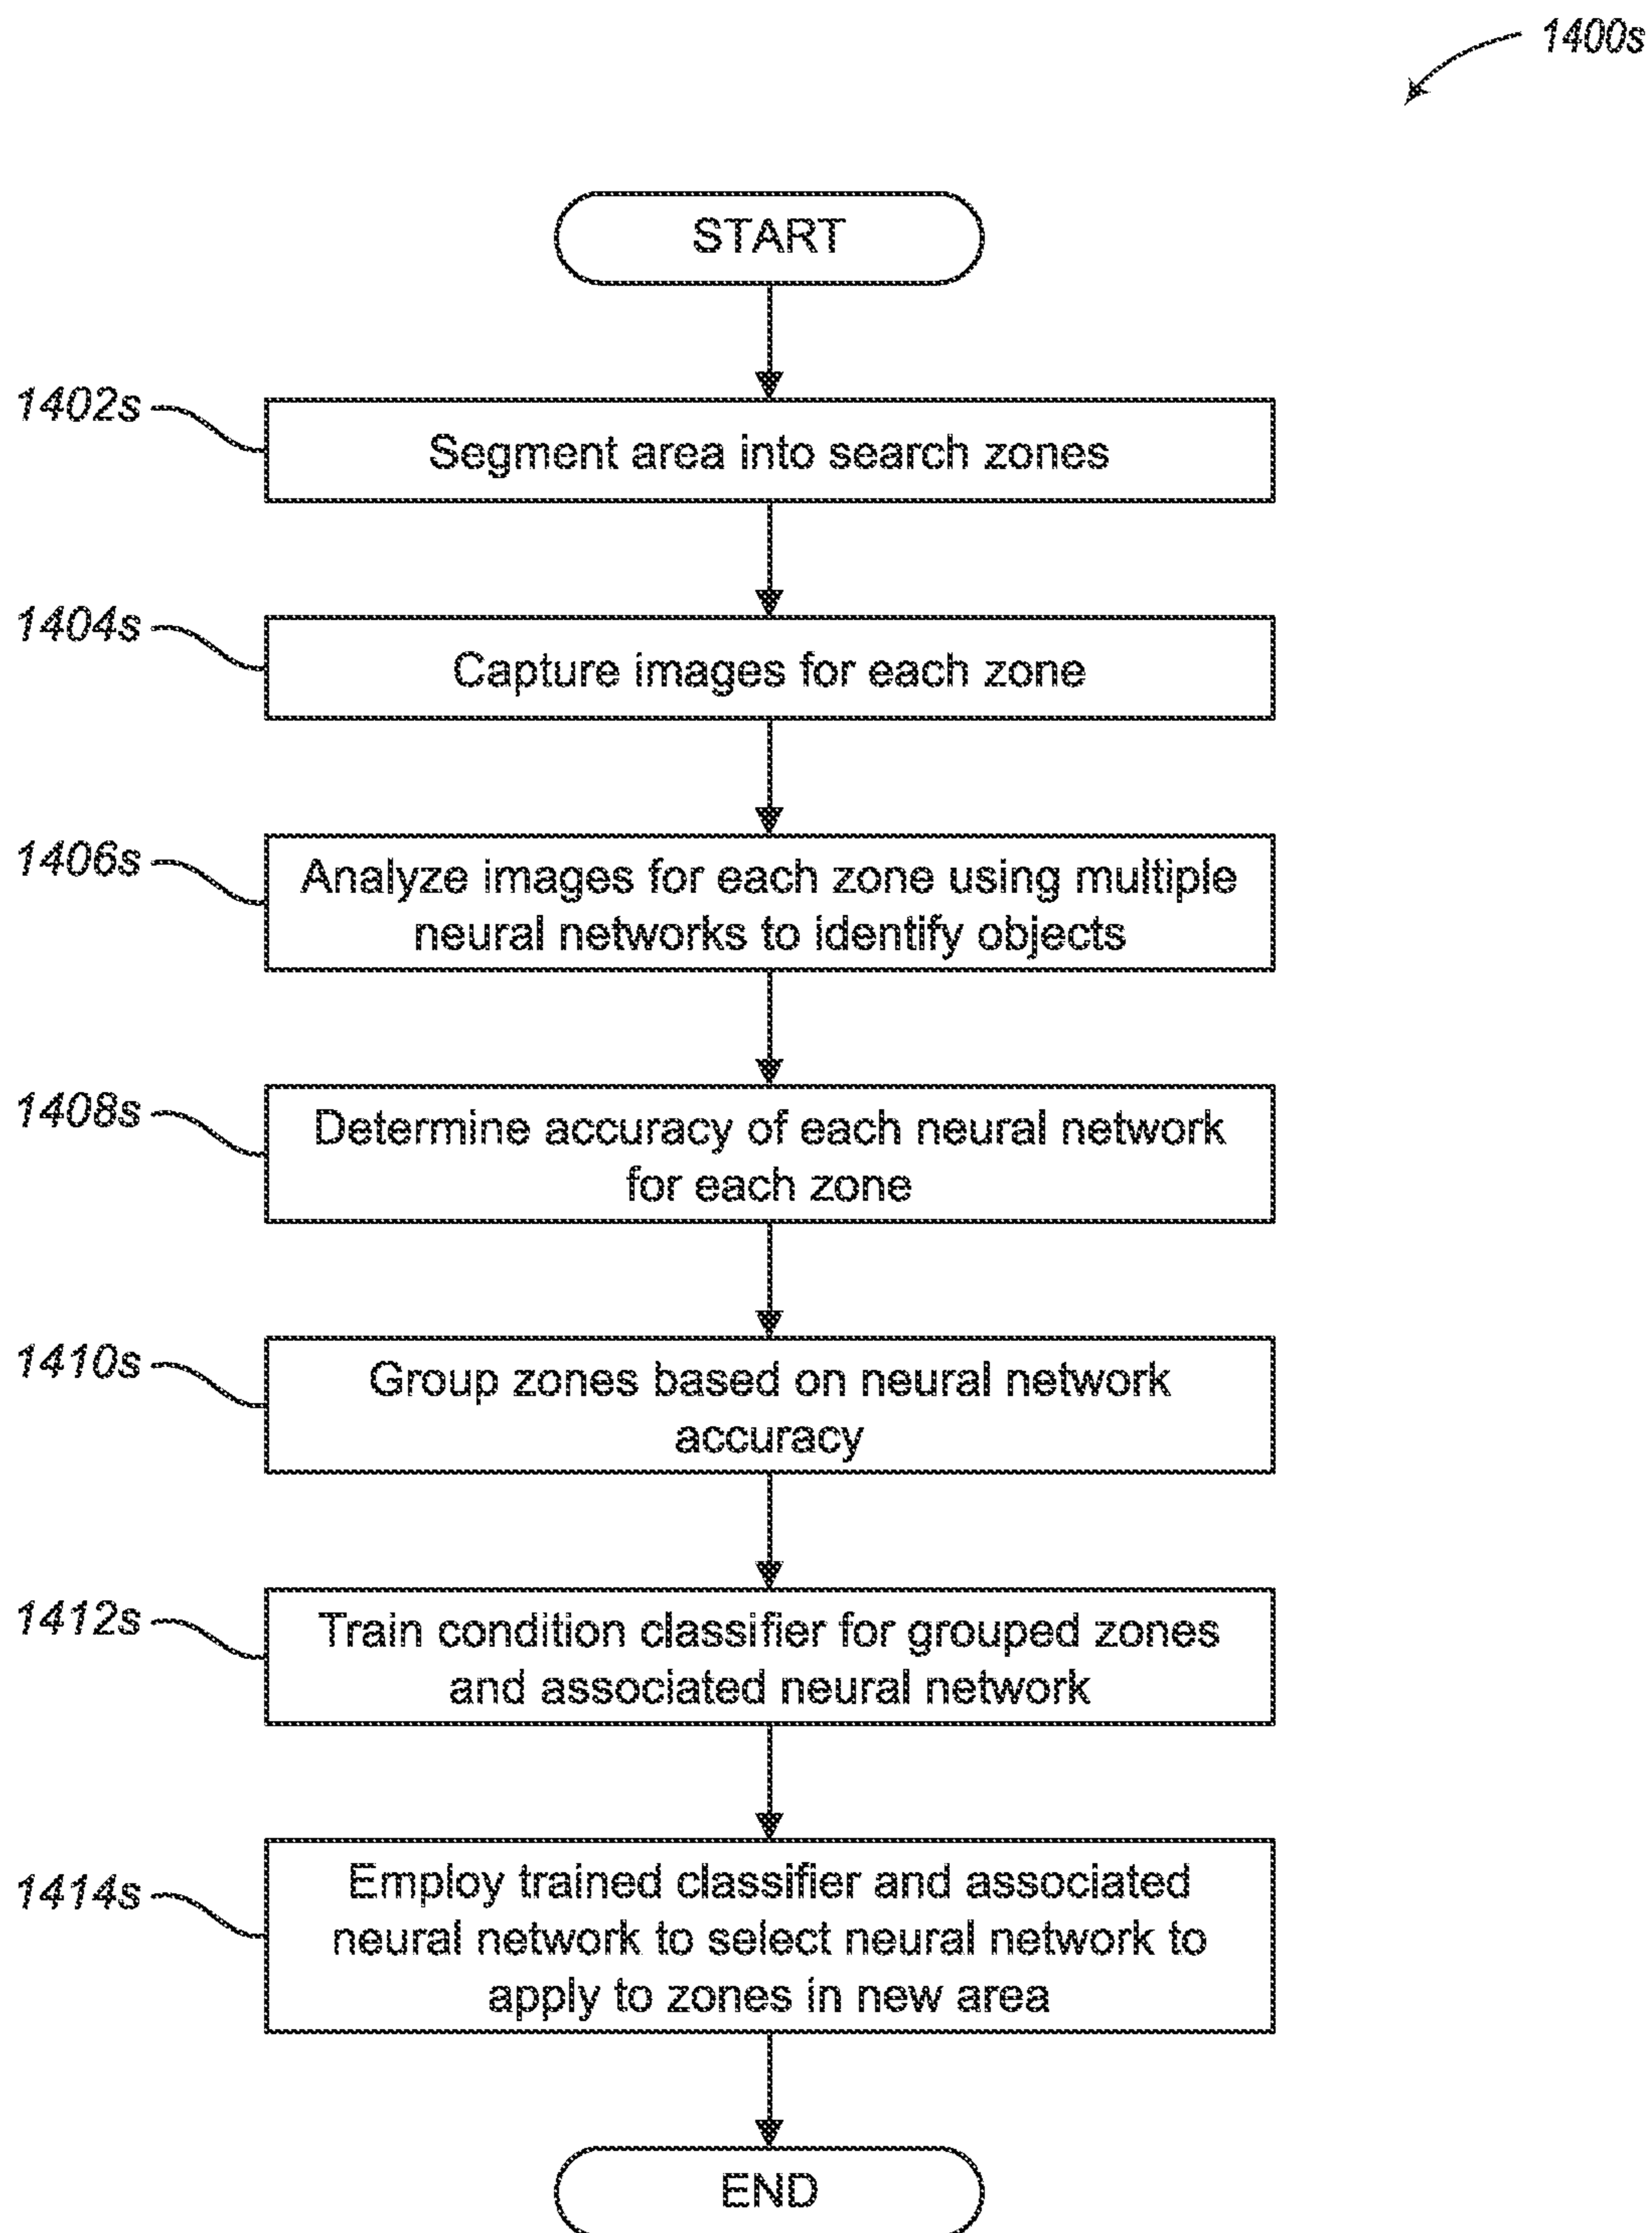 1400s
START
1402s
Segment area into search zones
1404s
Capture images for each zone
1406s
Analyze images for each zone using multiple
neural networks to identify objects
1408s
Determine accuracy of each neural network
for each zone
1410s
Group zones based on neural network
accuracy
1412s
Train condition classifier for grouped zones
and associated neural network
1414s
Employ trained classifier and associated
neural network to select neural network to
apply to zones in new area
END